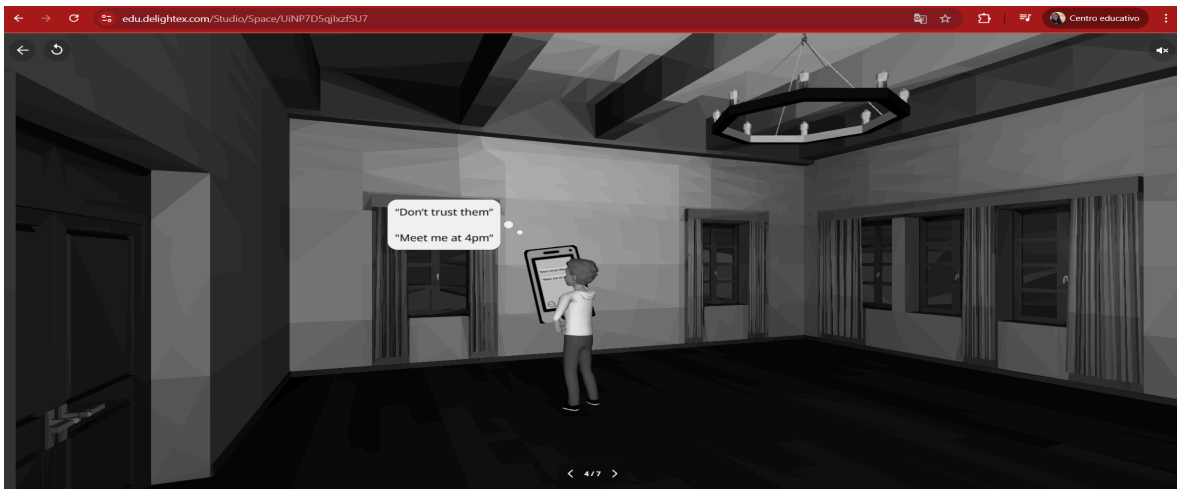 edu.delightex.com/Studio/Space/UiNP7D5qjlxzfSU7
Centro educativo
“Don't trust them”
"Meet me at 4pm”
4/7